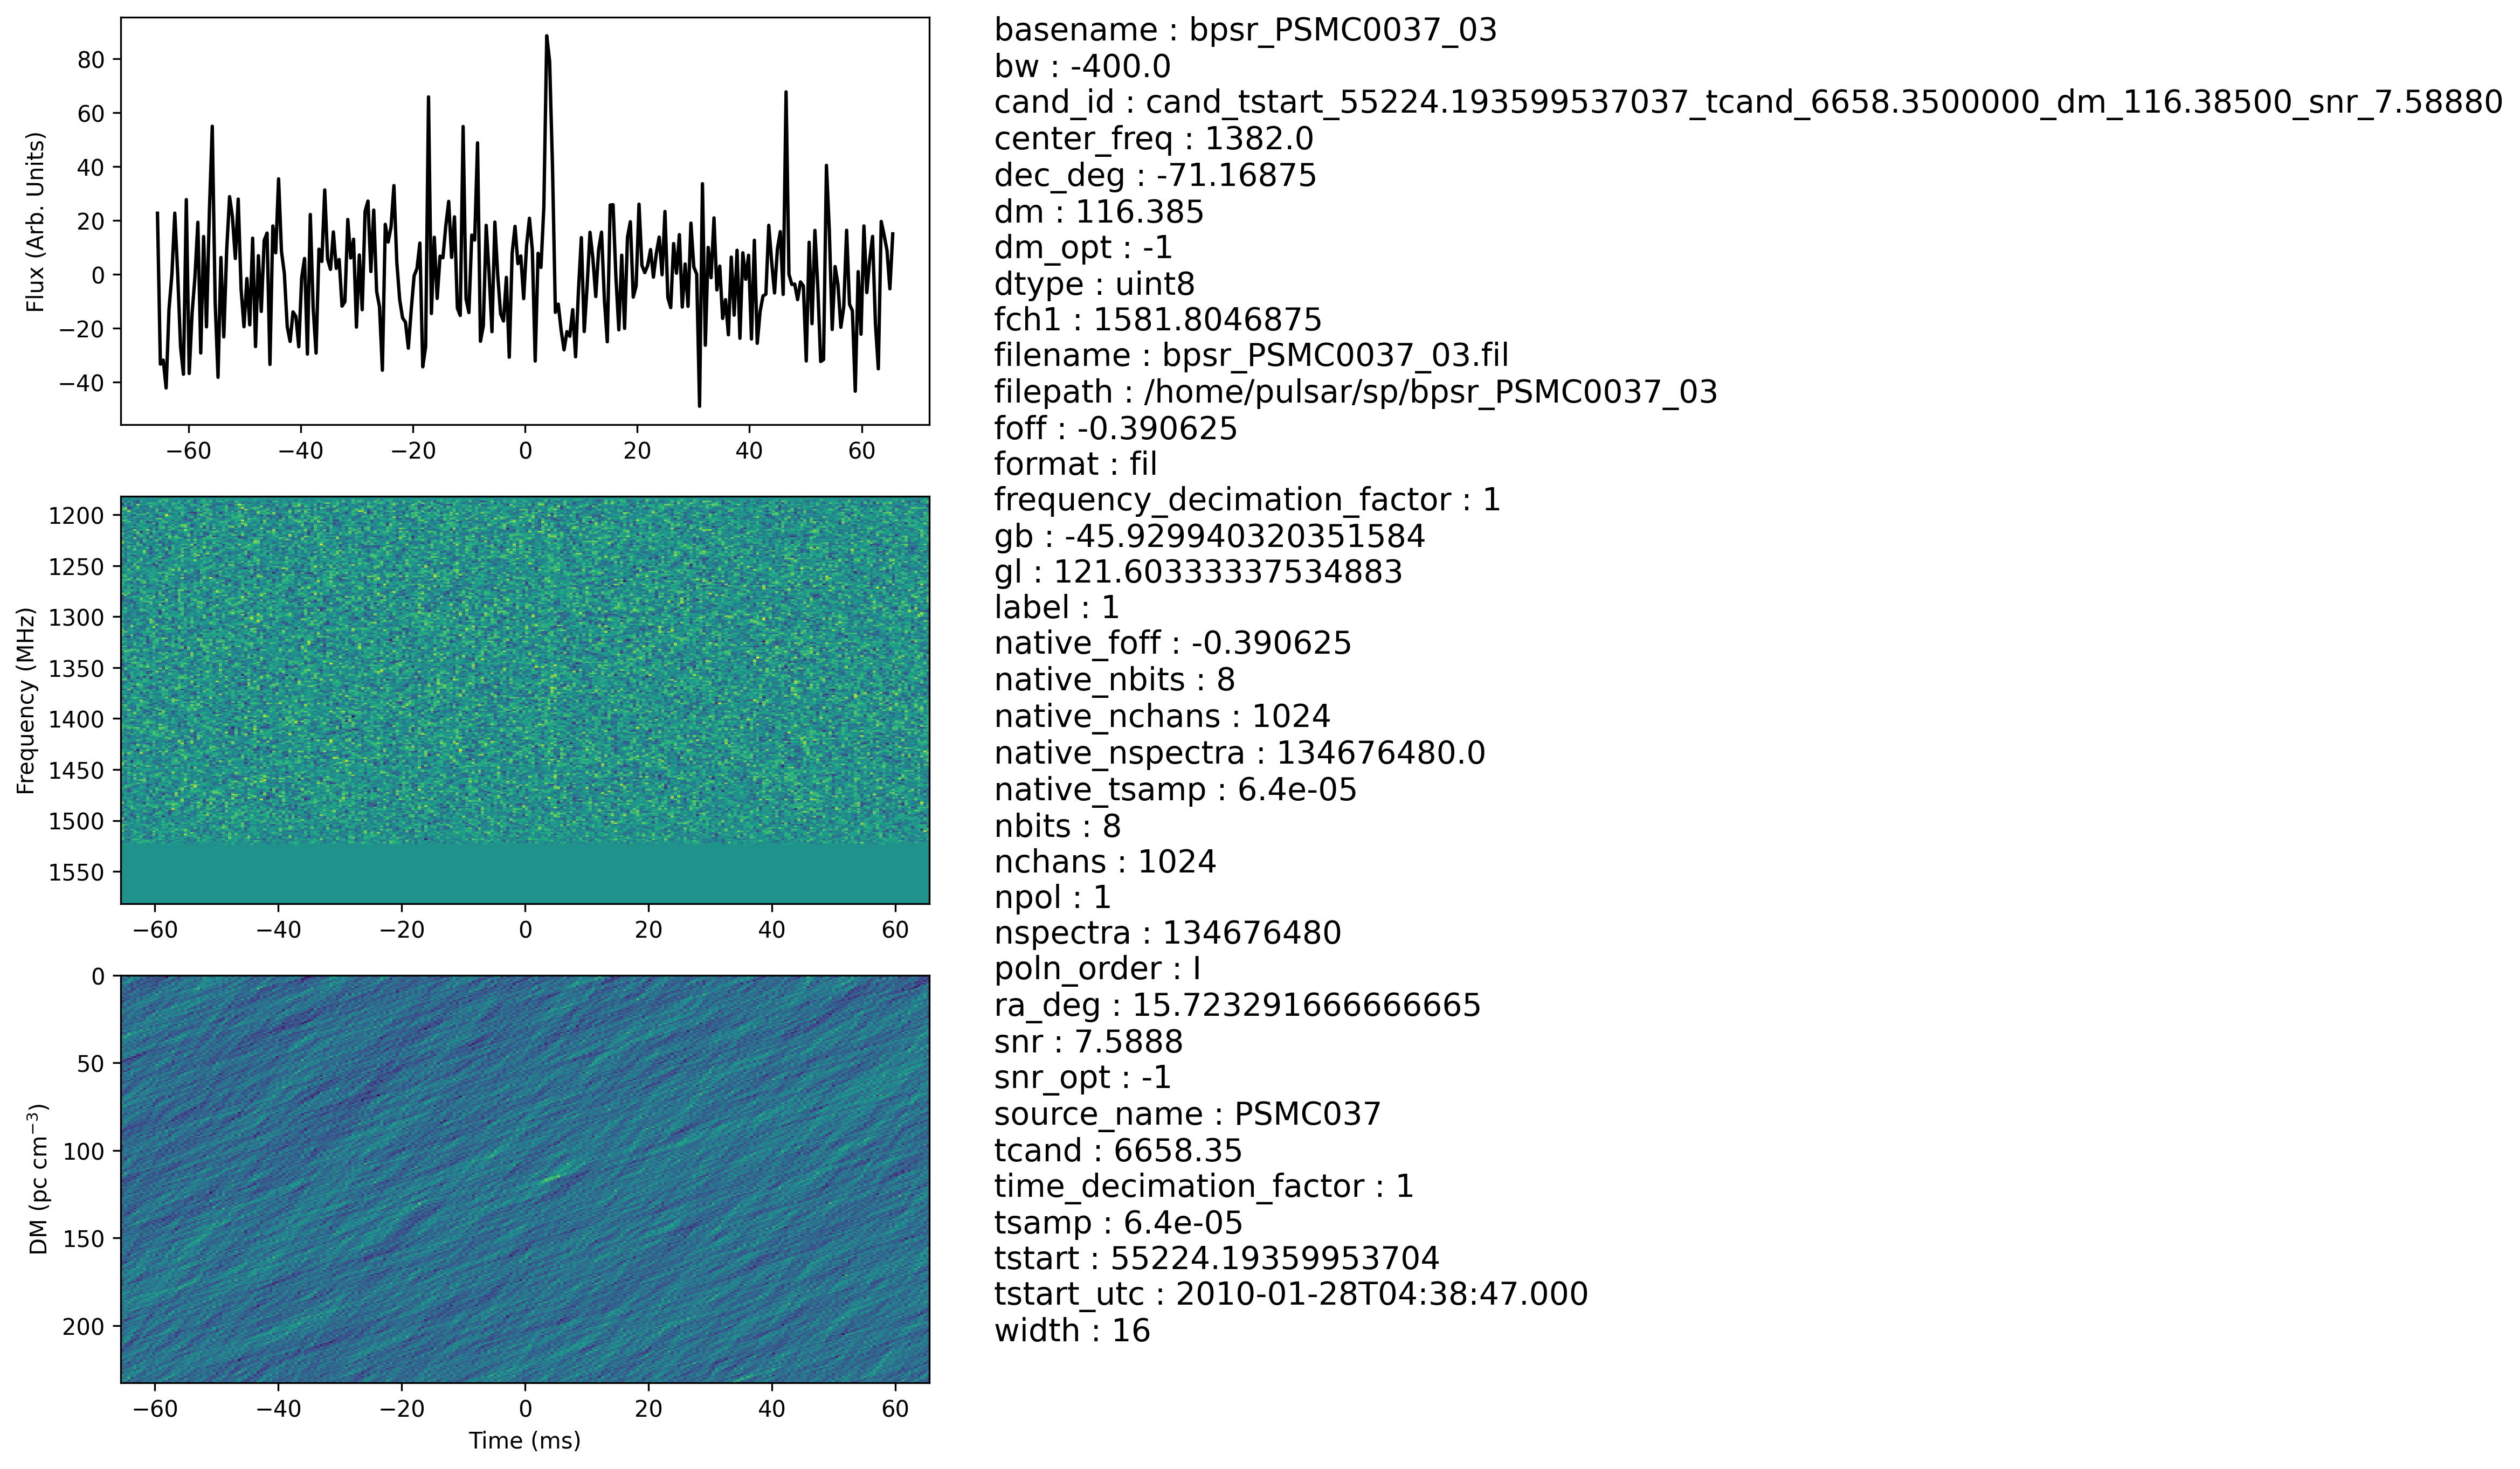 80
60
40
20
0
−20
−40
Flux (Arb. Units)
−60 −40 −20 0 20 40 60
1200
1250
1300
1350
1400
1450
1500
1550
Frequency (MHz)
−60 −40 −20 0 20 40 60
0
50
100
150
200
DM (pc cm⁻³)
−60 −40 −20 0 20 40 60
Time (ms)
basename : bpsr_PSMC0037_03
bw : -400.0
cand_id : cand_tstart_55224.193599537037_tcand_6658.3500000_dm_116.38500_snr_7.58880
center_freq : 1382.0
dec_deg : -71.16875
dm : 116.385
dm_opt : -1
dtype : uint8
fch1 : 1581.8046875
filename : bpsr_PSMC0037_03.fil
filepath : /home/pulsar/sp/bpsr_PSMC0037_03
foff : -0.390625
format : fil
frequency_decimation_factor : 1
gb : -45.929940320351584
gl : 121.60333337534883
label : 1
native_foff : -0.390625
native_nbits : 8
native_nchans : 1024
native_nspectra : 134676480.0
native_tsamp : 6.4e-05
nbits : 8
nchans : 1024
npol : 1
nspectra : 134676480
poln_order : I
ra_deg : 15.723291666666665
snr : 7.5888
snr_opt : -1
source_name : PSMC037
tcand : 6658.35
time_decimation_factor : 1
tsamp : 6.4e-05
tstart : 55224.19359953704
tstart_utc : 2010-01-28T04:38:47.000
width : 16